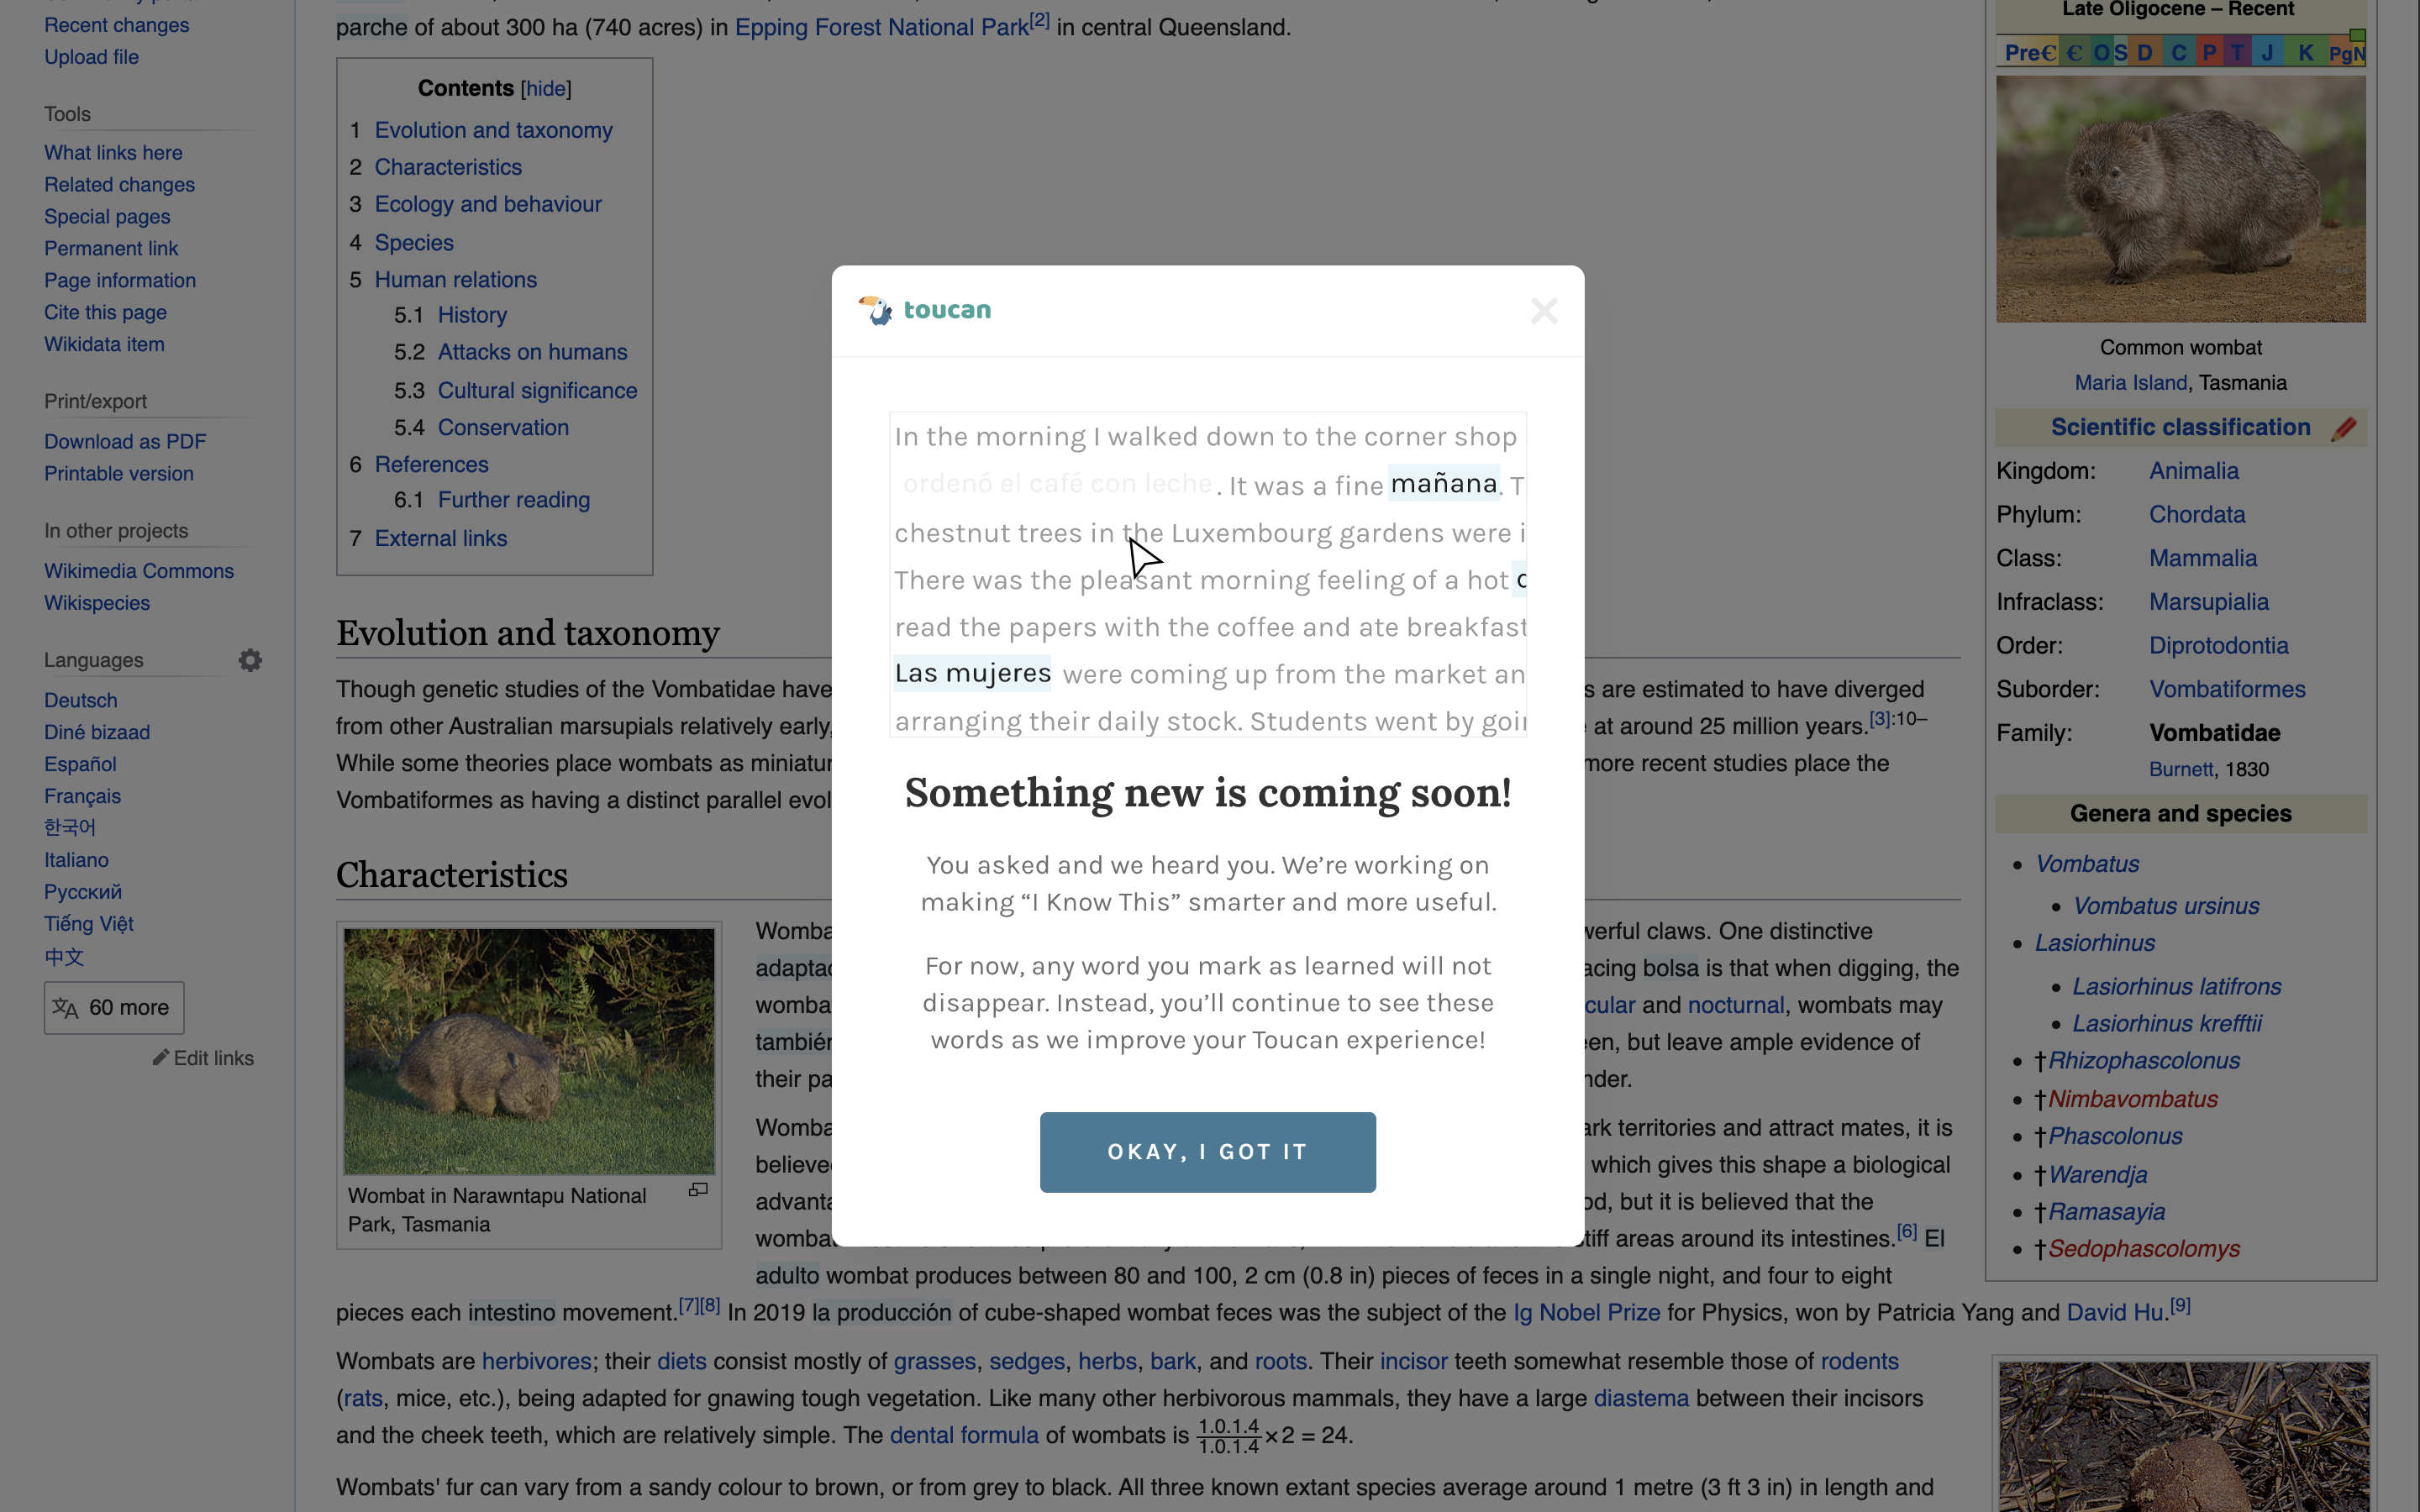 Recent changes
Upload file
Tools
What links here
Related changes
Special pages
Permanent link
Page information
Cite this page
Wikidata item
Print/export
Download as PDF
Printable version
In other projects
Wikimedia Commons
Wikispecies
Languages
Deutsch
Diné bizaad
Español
Français
한국어
Italiano
Русский
Tiếng Việt
中文
60 more
Edit links
parche of about 300 ha (740 acres) in Epping Forest National Park[2] in central Queensland.
Contents [hide]
1 Evolution and taxonomy
2 Characteristics
3 Ecology and behaviour
4 Species
5 Human relations
5.1 History
5.2 Attacks on humans
5.3 Cultural significance
5.4 Conservation
6 References
6.1 Further reading
7 External links
Evolution and taxonomy
Though genetic studies of the Vombatidae have s are estimated to have diverged
from other Australian marsupials relatively early, at around 25 million years.[3]:10–
While some theories place wombats as miniatur more recent studies place the
Vombatiformes as having a distinct parallel evol
Characteristics
Wombat in Narawntapu National
Park, Tasmania
Womba werful claws. One distinctive
adaptac acing bolsa is that when digging, the
womba cular and nocturnal, wombats may
también en, but leave ample evidence of
their pa nder.
Womba ark territories and attract mates, it is
believe which gives this shape a biological
advanta od, but it is believed that the
womba stiff areas around its intestines.[6] El
adulto wombat produces between 80 and 100, 2 cm (0.8 in) pieces of feces in a single night, and four to eight
pieces each intestino movement.[7][8] In 2019 la producción of cube-shaped wombat feces was the subject of the Ig Nobel Prize for Physics, won by Patricia Yang and David Hu.[9]
Wombats are herbivores; their diets consist mostly of grasses, sedges, herbs, bark, and roots. Their incisor teeth somewhat resemble those of rodents
(rats, mice, etc.), being adapted for gnawing tough vegetation. Like many other herbivorous mammals, they have a large diastema between their incisors
and the cheek teeth, which are relatively simple. The dental formula of wombats is 1.0.1.4/1.0.1.4 × 2 = 24.
Wombats' fur can vary from a sandy colour to brown, or from grey to black. All three known extant species average around 1 metre (3 ft 3 in) in length and
toucan
In the morning I walked down to the corner shop
ordenó el café con leche. It was a fine mañana. T
chestnut trees in the Luxembourg gardens were i
There was the pleasant morning feeling of a hot c
read the papers with the coffee and ate breakfast
Las mujeres were coming up from the market an
arranging their daily stock. Students went by goin
Something new is coming soon!
You asked and we heard you. We’re working on
making “I Know This” smarter and more useful.
For now, any word you mark as learned will not
disappear. Instead, you’ll continue to see these
words as we improve your Toucan experience!
OKAY, I GOT IT
Late Oligocene – Recent
PreꞒ Ꞓ O S D C P T J K Pg N
Common wombat
Maria Island, Tasmania
Scientific classification
Kingdom: Animalia
Phylum: Chordata
Class: Mammalia
Infraclass: Marsupialia
Order: Diprotodontia
Suborder: Vombatiformes
Family: Vombatidae
Burnett, 1830
Genera and species
• Vombatus
• Vombatus ursinus
• Lasiorhinus
• Lasiorhinus latifrons
• Lasiorhinus krefftii
• †Rhizophascolonus
• †Nimbavombatus
• †Phascolonus
• †Warendja
• †Ramasayia
• †Sedophascolomys